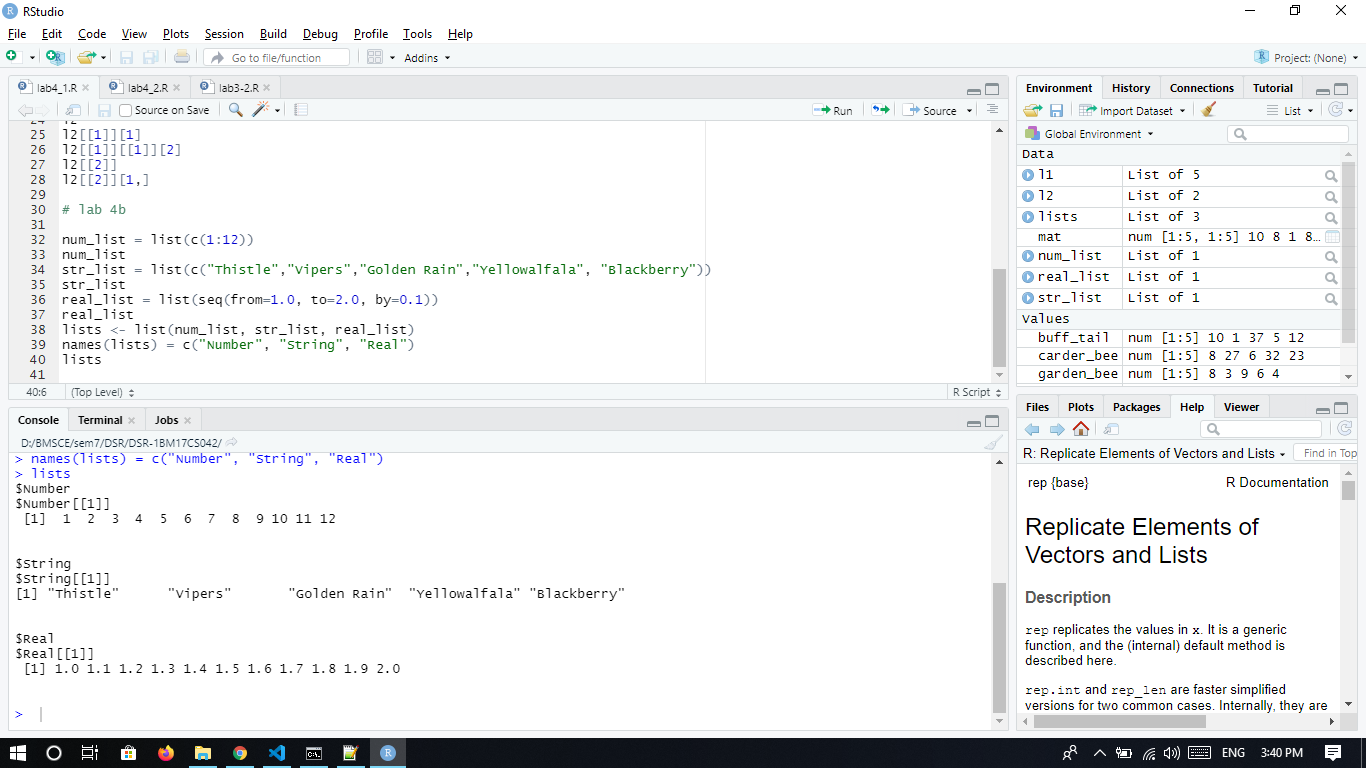 RStudio
File Edit Code View Plots Session Build Debug Profile Tools Help
Go to file/function Addins Project: (None)
lab4_1.R lab4_2.R lab3-2.R
Source on Save Run Source
24 l2
25 l2[[1]][1]
26 l2[[1]][[1]][2]
27 l2[[2]]
28 l2[[2]][1,]
29
30 # lab 4b
31
32 num_list = list(c(1:12))
33 num_list
34 str_list = list(c("Thistle","Vipers","Golden Rain","Yellowalfala", "Blackberry"))
35 str_list
36 real_list = list(seq(from=1.0, to=2.0, by=0.1))
37 real_list
38 lists <- list(num_list, str_list, real_list)
39 names(lists) = c("Number", "String", "Real")
40 lists
41
40:6 (Top Level) R Script
Console Terminal Jobs
D:/BMSCE/sem7/DSR/DSR-1BM17CS042/
> names(lists) = c("Number", "String", "Real")
> lists
$Number
$Number[[1]]
[1] 1 2 3 4 5 6 7 8 9 10 11 12
$String
$String[[1]]
[1] "Thistle" "Vipers" "Golden Rain" "Yellowalfala" "Blackberry"
$Real
$Real[[1]]
[1] 1.0 1.1 1.2 1.3 1.4 1.5 1.6 1.7 1.8 1.9 2.0
>
Environment History Connections Tutorial
Import Dataset List
Global Environment
Data
l1 List of 5
l2 List of 2
lists List of 3
mat num [1:5, 1:5] 10 8 1 8…
num_list List of 1
real_list List of 1
str_list List of 1
Values
buff_tail num [1:5] 10 1 37 5 12
carder_bee num [1:5] 8 27 6 32 23
garden_bee num [1:5] 8 3 9 6 4
Files Plots Packages Help Viewer
R: Replicate Elements of Vectors and Lists Find in Top
rep {base} R Documentation
Replicate Elements of
Vectors and Lists
Description
rep replicates the values in x. It is a generic
function, and the (internal) default method is
described here.
rep.int and rep_len are faster simplified
versions for two common cases. Internally, they are
ENG 3:40 PM